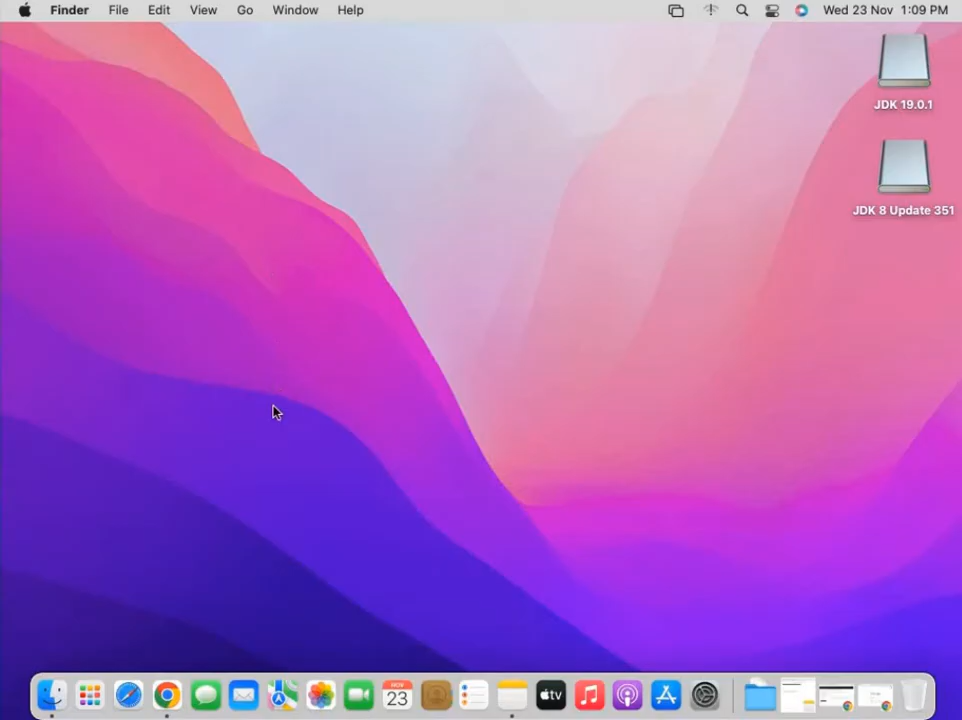 Finder File Edit View Go Window Help Wed 23 Nov 1:09 PM
JDK 19.0.1
JDK 8 Update 351
NOV
23
tv